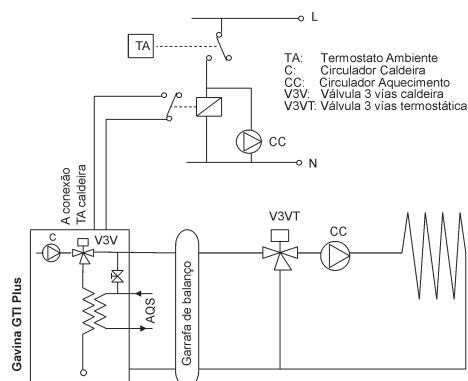 L
TA
TA: Termostato Ambiente
C: Circulador Caldeira
CC: Circulador Aquecimento
V3V: Válvula 3 vías caldeira
V3VT: Válvula 3 vías termostática
CC
N
A conexão
TA caldeira
C
V3V
V3VT
CC
AQS
Garrafa de balanço
Gavina GTI Plus